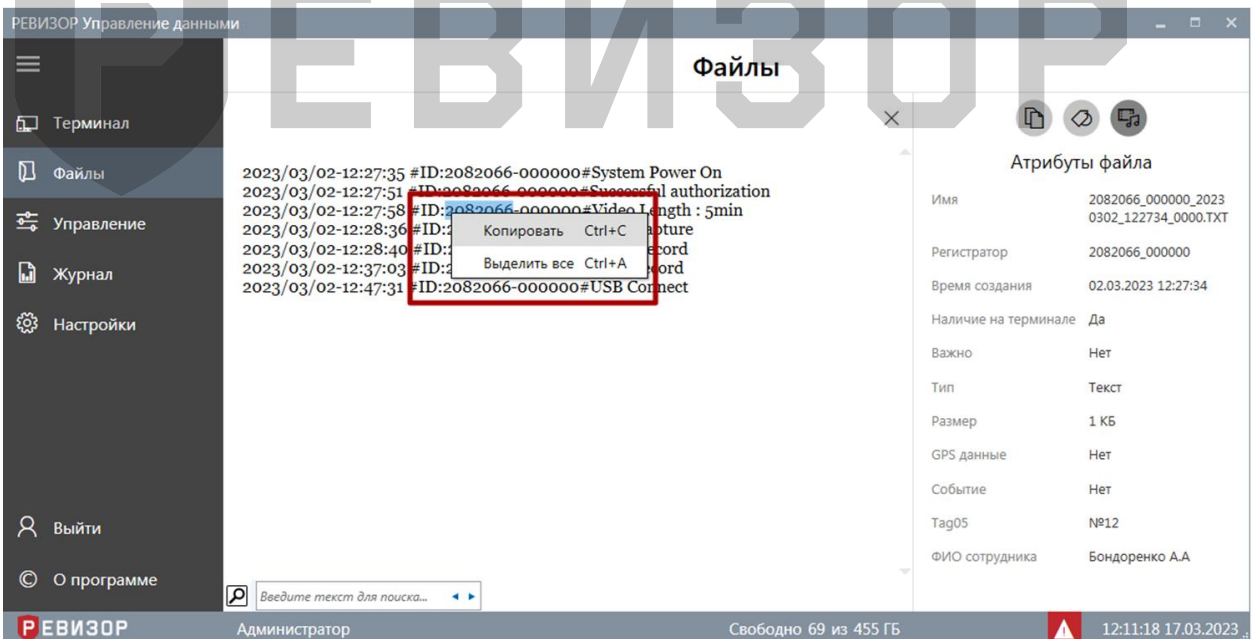 РЕВИЗОР Управление данными
РЕВИЗОР
Файлы
Терминал
Файлы
Управление
Журнал
Настройки
Выйти
© О программе
2023/03/02-12:27:35 #ID:2082066-000000#System Power On
2023/03/02-12:27:51 #ID:2082066-000000#Successful authorization
2023/03/02-12:27:58 #ID:2082066-000000#Video Length : 5min
2023/03/02-12:28:36 #ID:2
2023/03/02-12:28:40 #ID:2
2023/03/02-12:37:03 #ID:2
2023/03/02-12:47:31 #ID:2082066-000000#USB Connect
Копировать Ctrl+C
Выделить все Ctrl+A
Введите текст для поиска...
Атрибуты файла
Имя 2082066_000000_2023
0302_122734_0000.TXT
Регистратор 2082066_000000
Время создания 02.03.2023 12:27:34
Наличие на терминале Да
Важно Нет
Тип Текст
Размер 1 КБ
GPS данные Нет
Событие Нет
Tag05 №12
ФИО сотрудника Бондоренко А.А
РЕВИЗОР Администратор Свободно 69 из 455 ГБ 12:11:18 17.03.2023